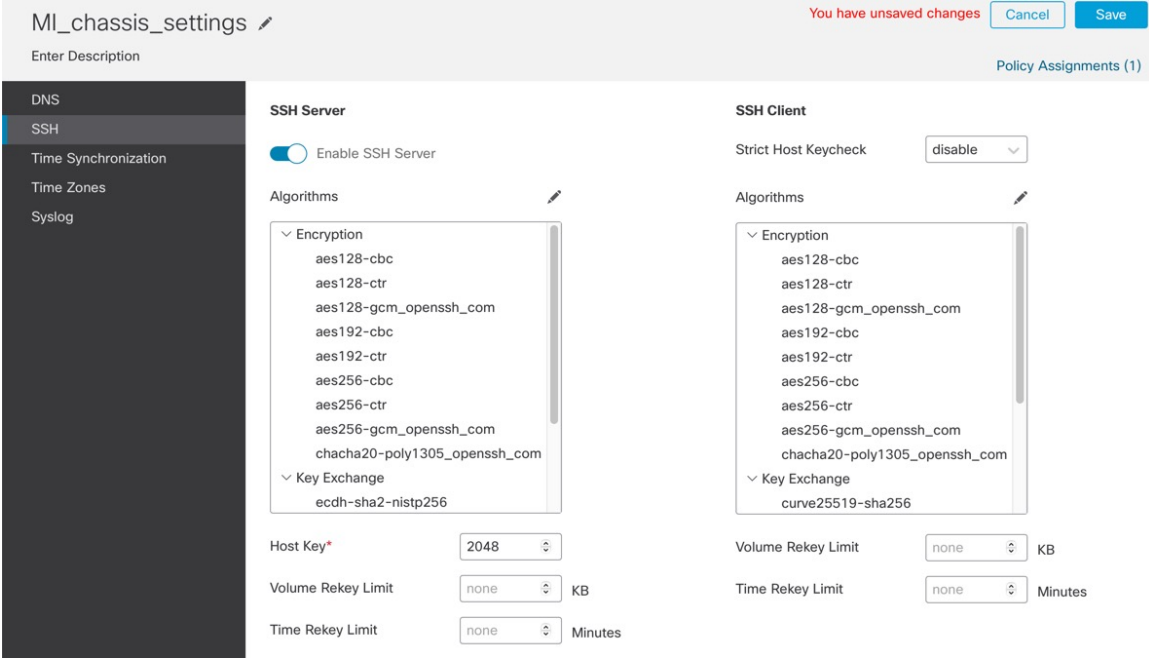 MI_chassis_settings
You have unsaved changes
Cancel
Save
Enter Description
Policy Assignments (1)
DNS
SSH
Time Synchronization
Time Zones
Syslog
SSH Server
Enable SSH Server
Algorithms
Encryption
aes128-cbc
aes128-ctr
aes128-gcm_openssh_com
aes192-cbc
aes192-ctr
aes256-cbc
aes256-ctr
aes256-gcm_openssh_com
chacha20-poly1305_openssh_com
Key Exchange
ecdh-sha2-nistp256
Host Key* 2048
Volume Rekey Limit none KB
Time Rekey Limit none Minutes
SSH Client
Strict Host Keycheck disable
Algorithms
Encryption
aes128-cbc
aes128-ctr
aes128-gcm_openssh_com
aes192-cbc
aes192-ctr
aes256-cbc
aes256-ctr
aes256-gcm_openssh_com
chacha20-poly1305_openssh_com
Key Exchange
curve25519-sha256
Volume Rekey Limit none KB
Time Rekey Limit none Minutes